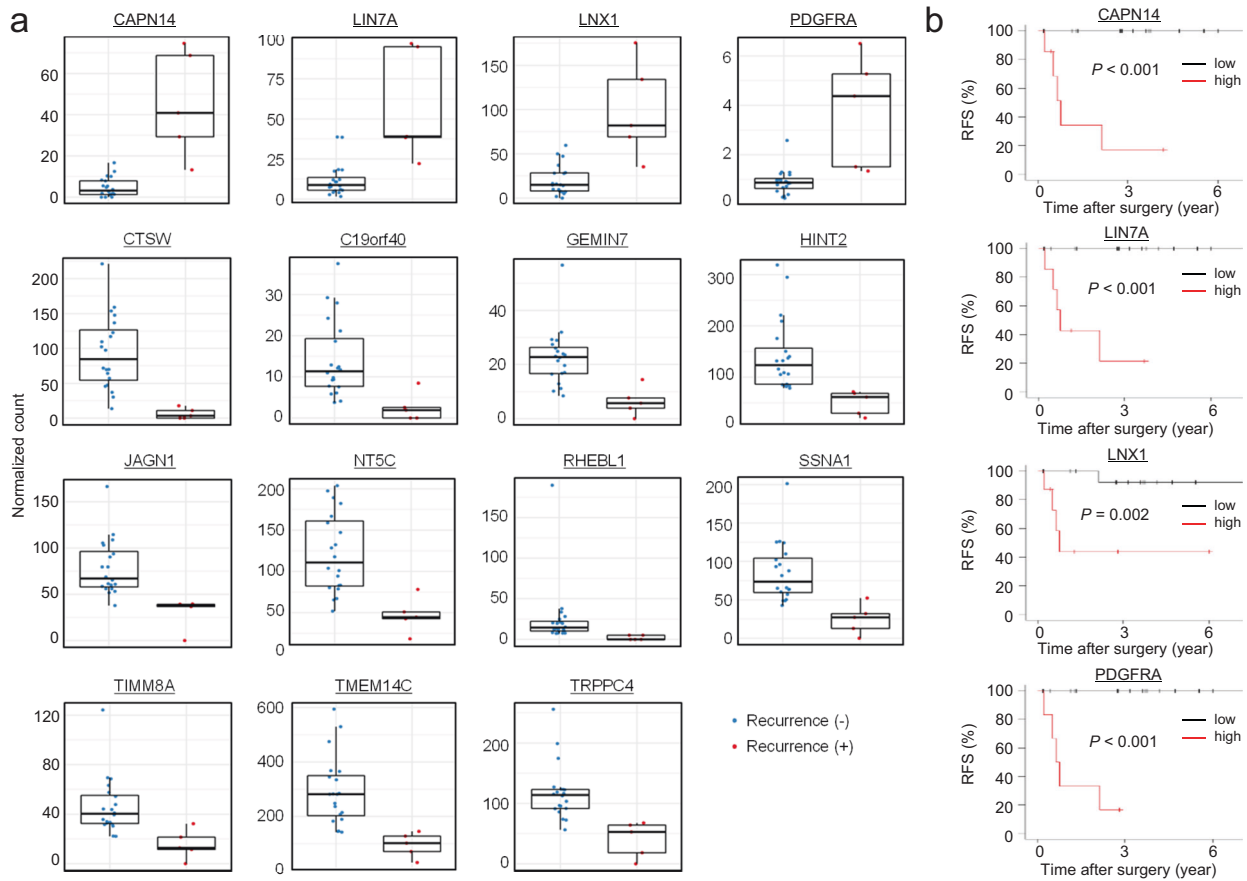 a
b
CAPN14 LIN7A LNX1 PDGFRA
60
40
20
0
100
75
50
25
0
150
100
50
0
6
4
2
0
CTSW C19orf40 GEMIN7 HINT2
200
150
100
50
0
30
20
10
0
40
20
0
300
200
100
0
Normalized count
JAGN1 NT5C RHEBL1 SSNA1
150
100
50
0
200
150
100
50
0
200
150
100
50
0
200
150
100
50
0
TIMM8A TMEM14C TRPPC4
120
80
40
0
600
400
300
200
0
200
100
0
Recurrence (-)
Recurrence (+)
CAPN14
100
80
60
40
20
0
RFS (%)
P < 0.001
low
high
0 3 6
Time after surgery (year)
LIN7A
100
80
60
40
20
0
RFS (%)
P < 0.001
low
high
0 3 6
Time after surgery (year)
LNX1
100
80
60
40
20
0
RFS (%)
P = 0.002
low
high
0 3 6
Time after surgery (year)
PDGFRA
100
80
60
40
20
0
RFS (%)
P < 0.001
low
high
0 3 6
Time after surgery (year)